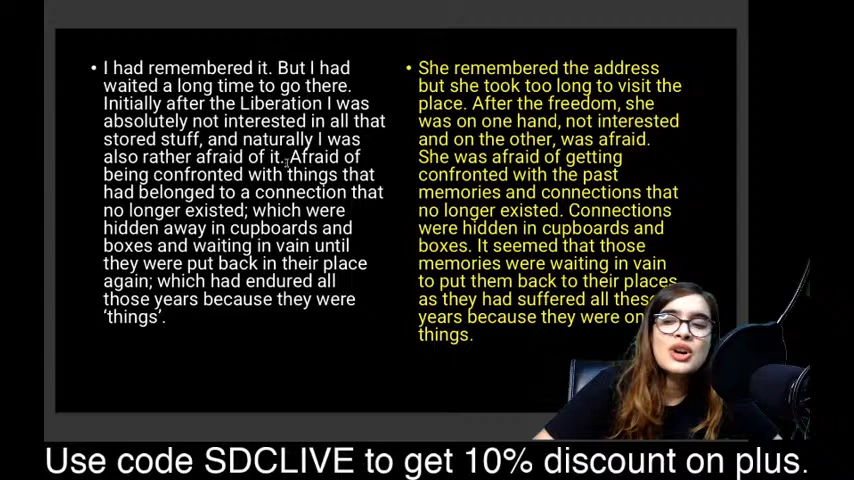 • I had remembered it. But I had
waited a long time to go there.
Initially after the Liberation I was
absolutely not interested in all that
stored stuff, and naturally I was
also rather afraid of it. Afraid of
being confronted with things that
had belonged to a connection that
no longer existed; which were
hidden away in cupboards and
boxes and waiting in vain until
they were put back in their place
again; which had endured all
those years because they were
‘things’.
• She remembered the address
but she took too long to visit the
place. After the freedom, she
was on one hand, not interested
and on the other, was afraid.
She was afraid of getting
confronted with the past
memories and connections that
no longer existed. Connections
were hidden in cupboards and
boxes. It seemed that those
memories were waiting in vain
to put them back to their places
as they had suffered all these
years because they were
things.
Use code SDCLIVE to get 10% discount on plus.